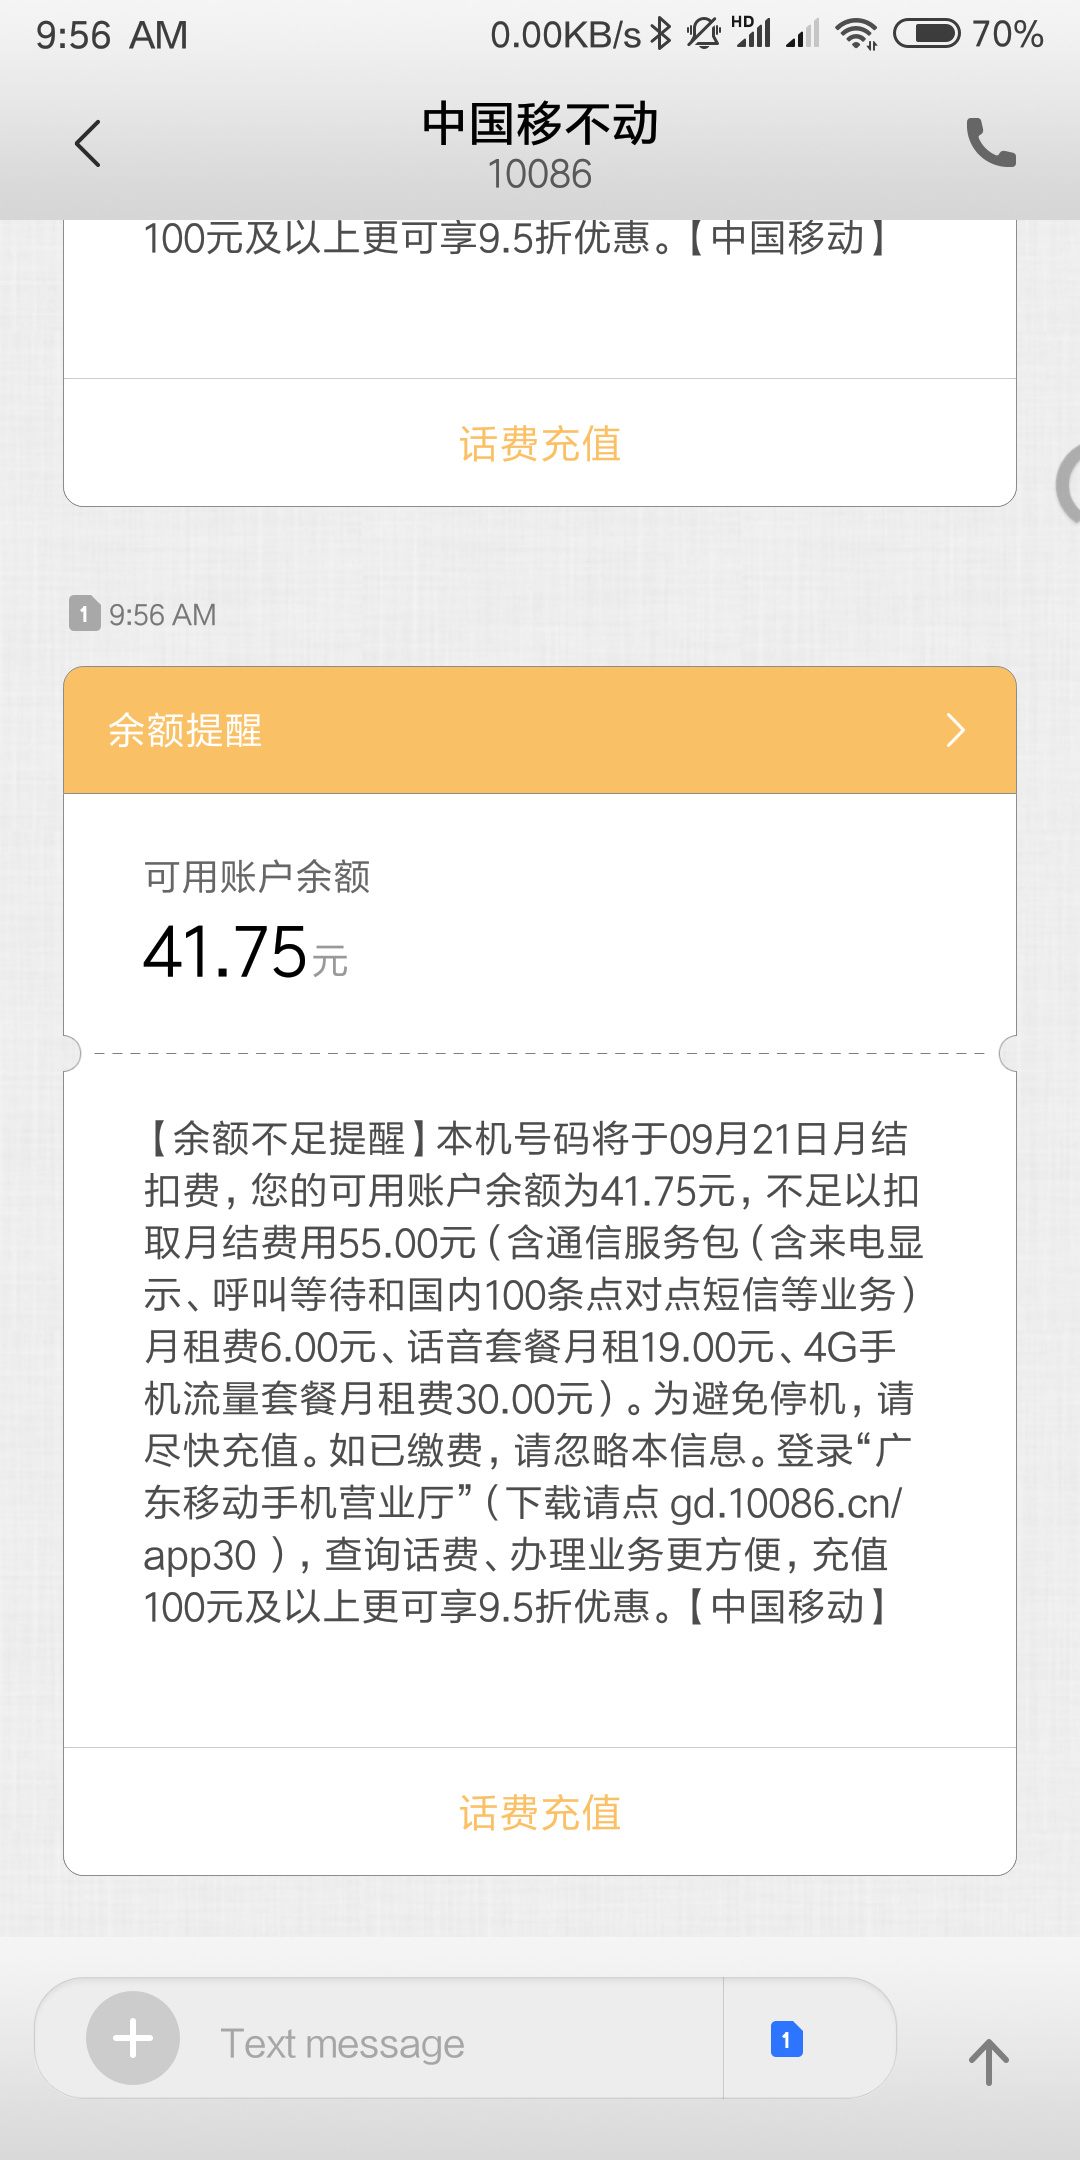 9:56 AM
0.00KB/s
HD
70%
中国移不动
10086
100元及以上更可享9.5折优惠。【中国移动】
话费充值
1 9:56 AM
余额提醒
可用账户余额
41.75元
【余额不足提醒】本机号码将于09月21日月结
扣费，您的可用账户余额为41.75元，不足以扣
取月结费用55.00元（含通信服务包（含来电显
示、呼叫等待和国内100条点对点短信等业务）
月租费6.00元、话音套餐月租19.00元、4G手
机流量套餐月租费30.00元）。为避免停机，请
尽快充值。如已缴费，请忽略本信息。登录“广
东移动手机营业厅”（下载请点 gd.10086.cn/
app30 ），查询话费、办理业务更方便，充值
100元及以上更可享9.5折优惠。【中国移动】
话费充值
Text message
1